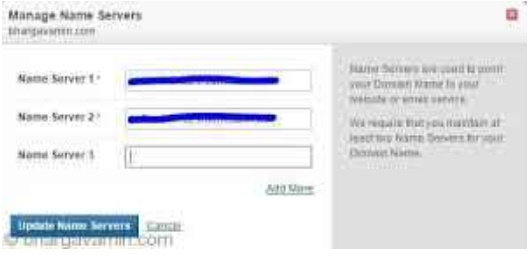 Manage Name Servers
bhargavamin.com
Name Server 1 *
Name Server 2 *
Name Server 3
Add More
Update Name Servers Cancel
© bhargavamin.com
Name Servers are used to point
your Domain Name to your
website or email service.
We require that you maintain at
least two Name Servers for your
Domain Name.